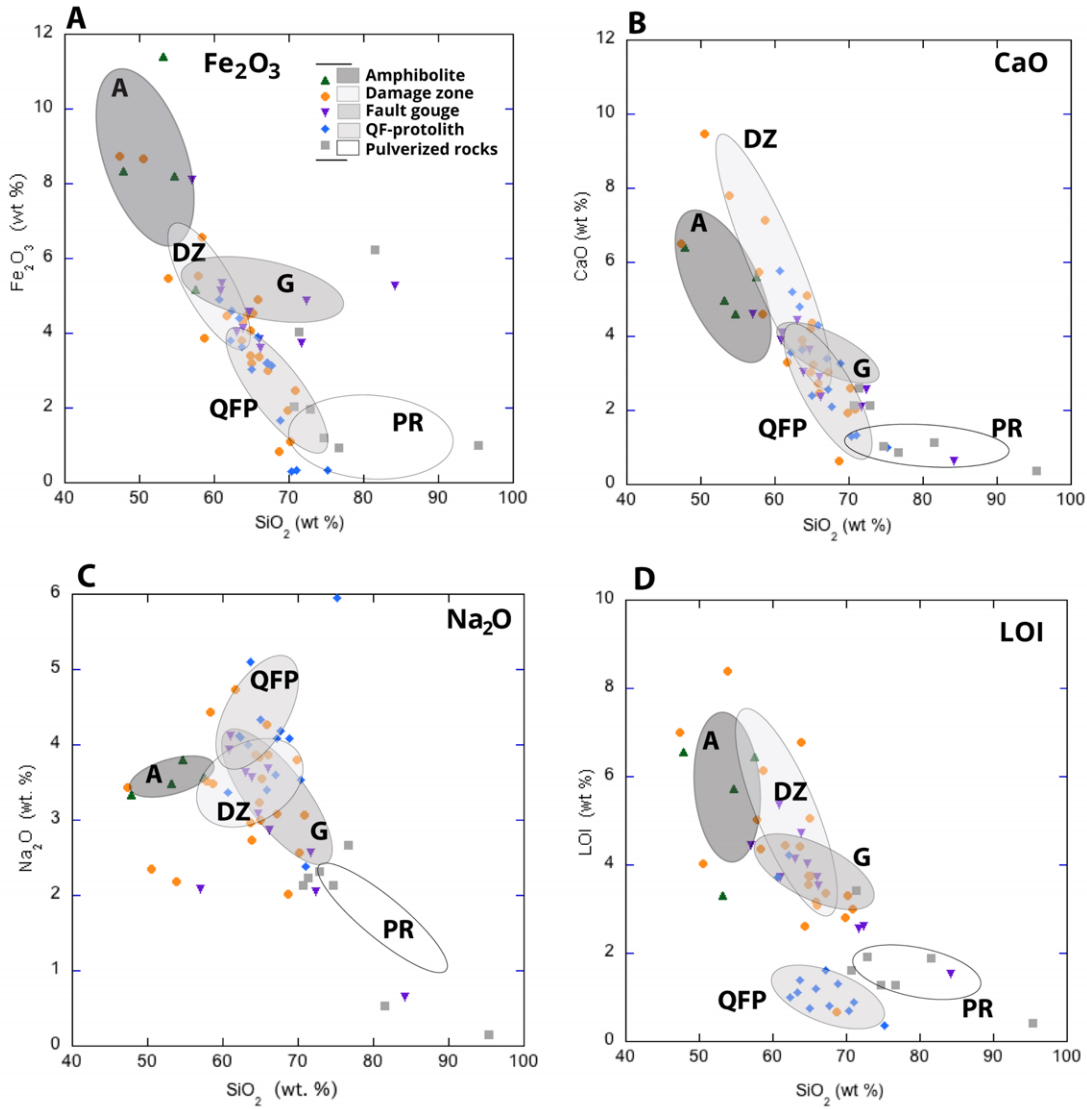 A
Fe₂O₃
Amphibolite
Damage zone
Fault gouge
QF-protolith
Pulverized rocks
12
10
8
6
4
2
0
Fe₂O₃ (wt %)
A
DZ
G
QFP
PR
40 50 60 70 80 90 100
SiO₂ (wt %)
B
CaO
12
10
8
6
4
2
0
CaO (wt %)
DZ
A
G
QFP
PR
40 50 60 70 80 90 100
SiO₂ (wt %)
C
Na₂O
6
5
4
3
2
1
0
Na₂O (wt. %)
QFP
A
DZ
G
PR
40 50 60 70 80 90 100
SiO₂ (wt. %)
D
LOI
10
8
6
4
2
0
LOI (wt %)
A
DZ
G
QFP
PR
40 50 60 70 80 90 100
SiO₂ (wt %)